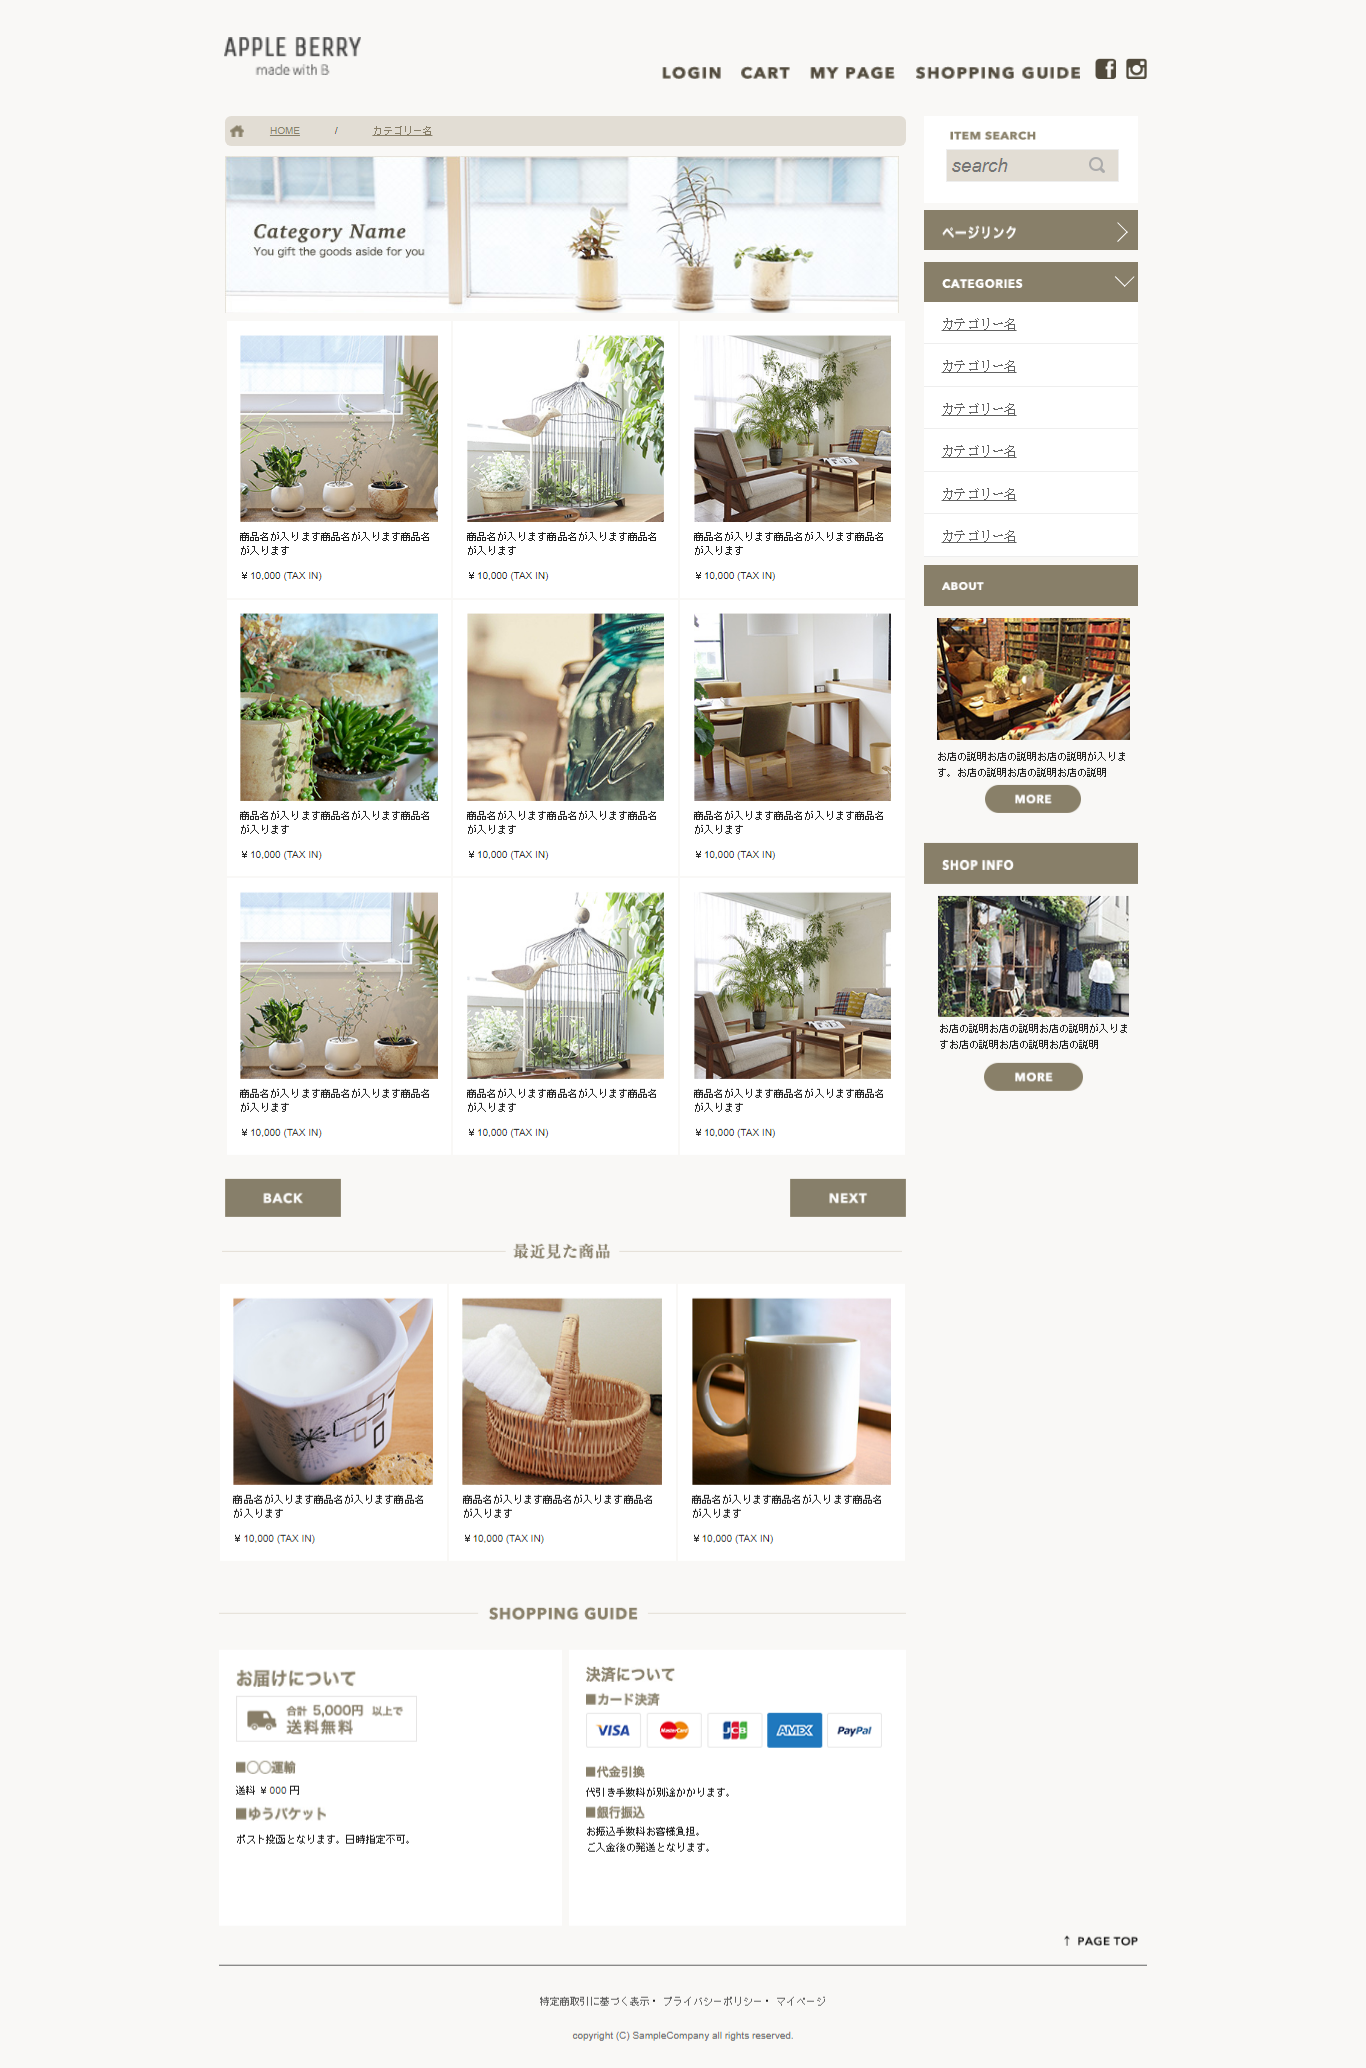 APPLE BERRY
made with B
LOGIN CART MY PAGE SHOPPING GUIDE
HOME / カテゴリー名
Category Name
You gift the goods aside for you
商品名が入ります商品名が入ります商品名
が入ります
¥ 10,000 (TAX IN)
商品名が入ります商品名が入ります商品名
が入ります
¥ 10,000 (TAX IN)
商品名が入ります商品名が入ります商品名
が入ります
¥ 10,000 (TAX IN)
商品名が入ります商品名が入ります商品名
が入ります
¥ 10,000 (TAX IN)
商品名が入ります商品名が入ります商品名
が入ります
¥ 10,000 (TAX IN)
商品名が入ります商品名が入ります商品名
が入ります
¥ 10,000 (TAX IN)
商品名が入ります商品名が入ります商品名
が入ります
¥ 10,000 (TAX IN)
商品名が入ります商品名が入ります商品名
が入ります
¥ 10,000 (TAX IN)
商品名が入ります商品名が入ります商品名
が入ります
¥ 10,000 (TAX IN)
BACK
NEXT
ITEM SEARCH
search
ページリンク
CATEGORIES
カテゴリー名
カテゴリー名
カテゴリー名
カテゴリー名
カテゴリー名
カテゴリー名
ABOUT
お店の説明お店の説明お店の説明が入りま
す。お店の説明お店の説明お店の説明
MORE
SHOP INFO
お店の説明お店の説明お店の説明が入りま
すお店の説明お店の説明お店の説明
MORE
最近見た商品
商品名が入ります商品名が入ります商品名
が入ります
¥ 10,000 (TAX IN)
商品名が入ります商品名が入ります商品名
が入ります
¥ 10,000 (TAX IN)
商品名が入ります商品名が入ります商品名
が入ります
¥ 10,000 (TAX IN)
SHOPPING GUIDE
お届けについて
合計 5,000円 以上で
送料無料
■〇〇運輸
送料 ¥ 000 円
■ゆうパケット
ポスト投函となります。日時指定不可。
決済について
■カード決済
VISA MasterCard JCB AMEX PayPal
■代金引換
代引き手数料が別途かかります。
■銀行振込
お振込手数料お客様負担。
ご入金後の発送となります。
↑ PAGE TOP
特定商取引に基づく表示・ プライバシーポリシー・ マイページ
copyright (C) SampleCompany all rights reserved.